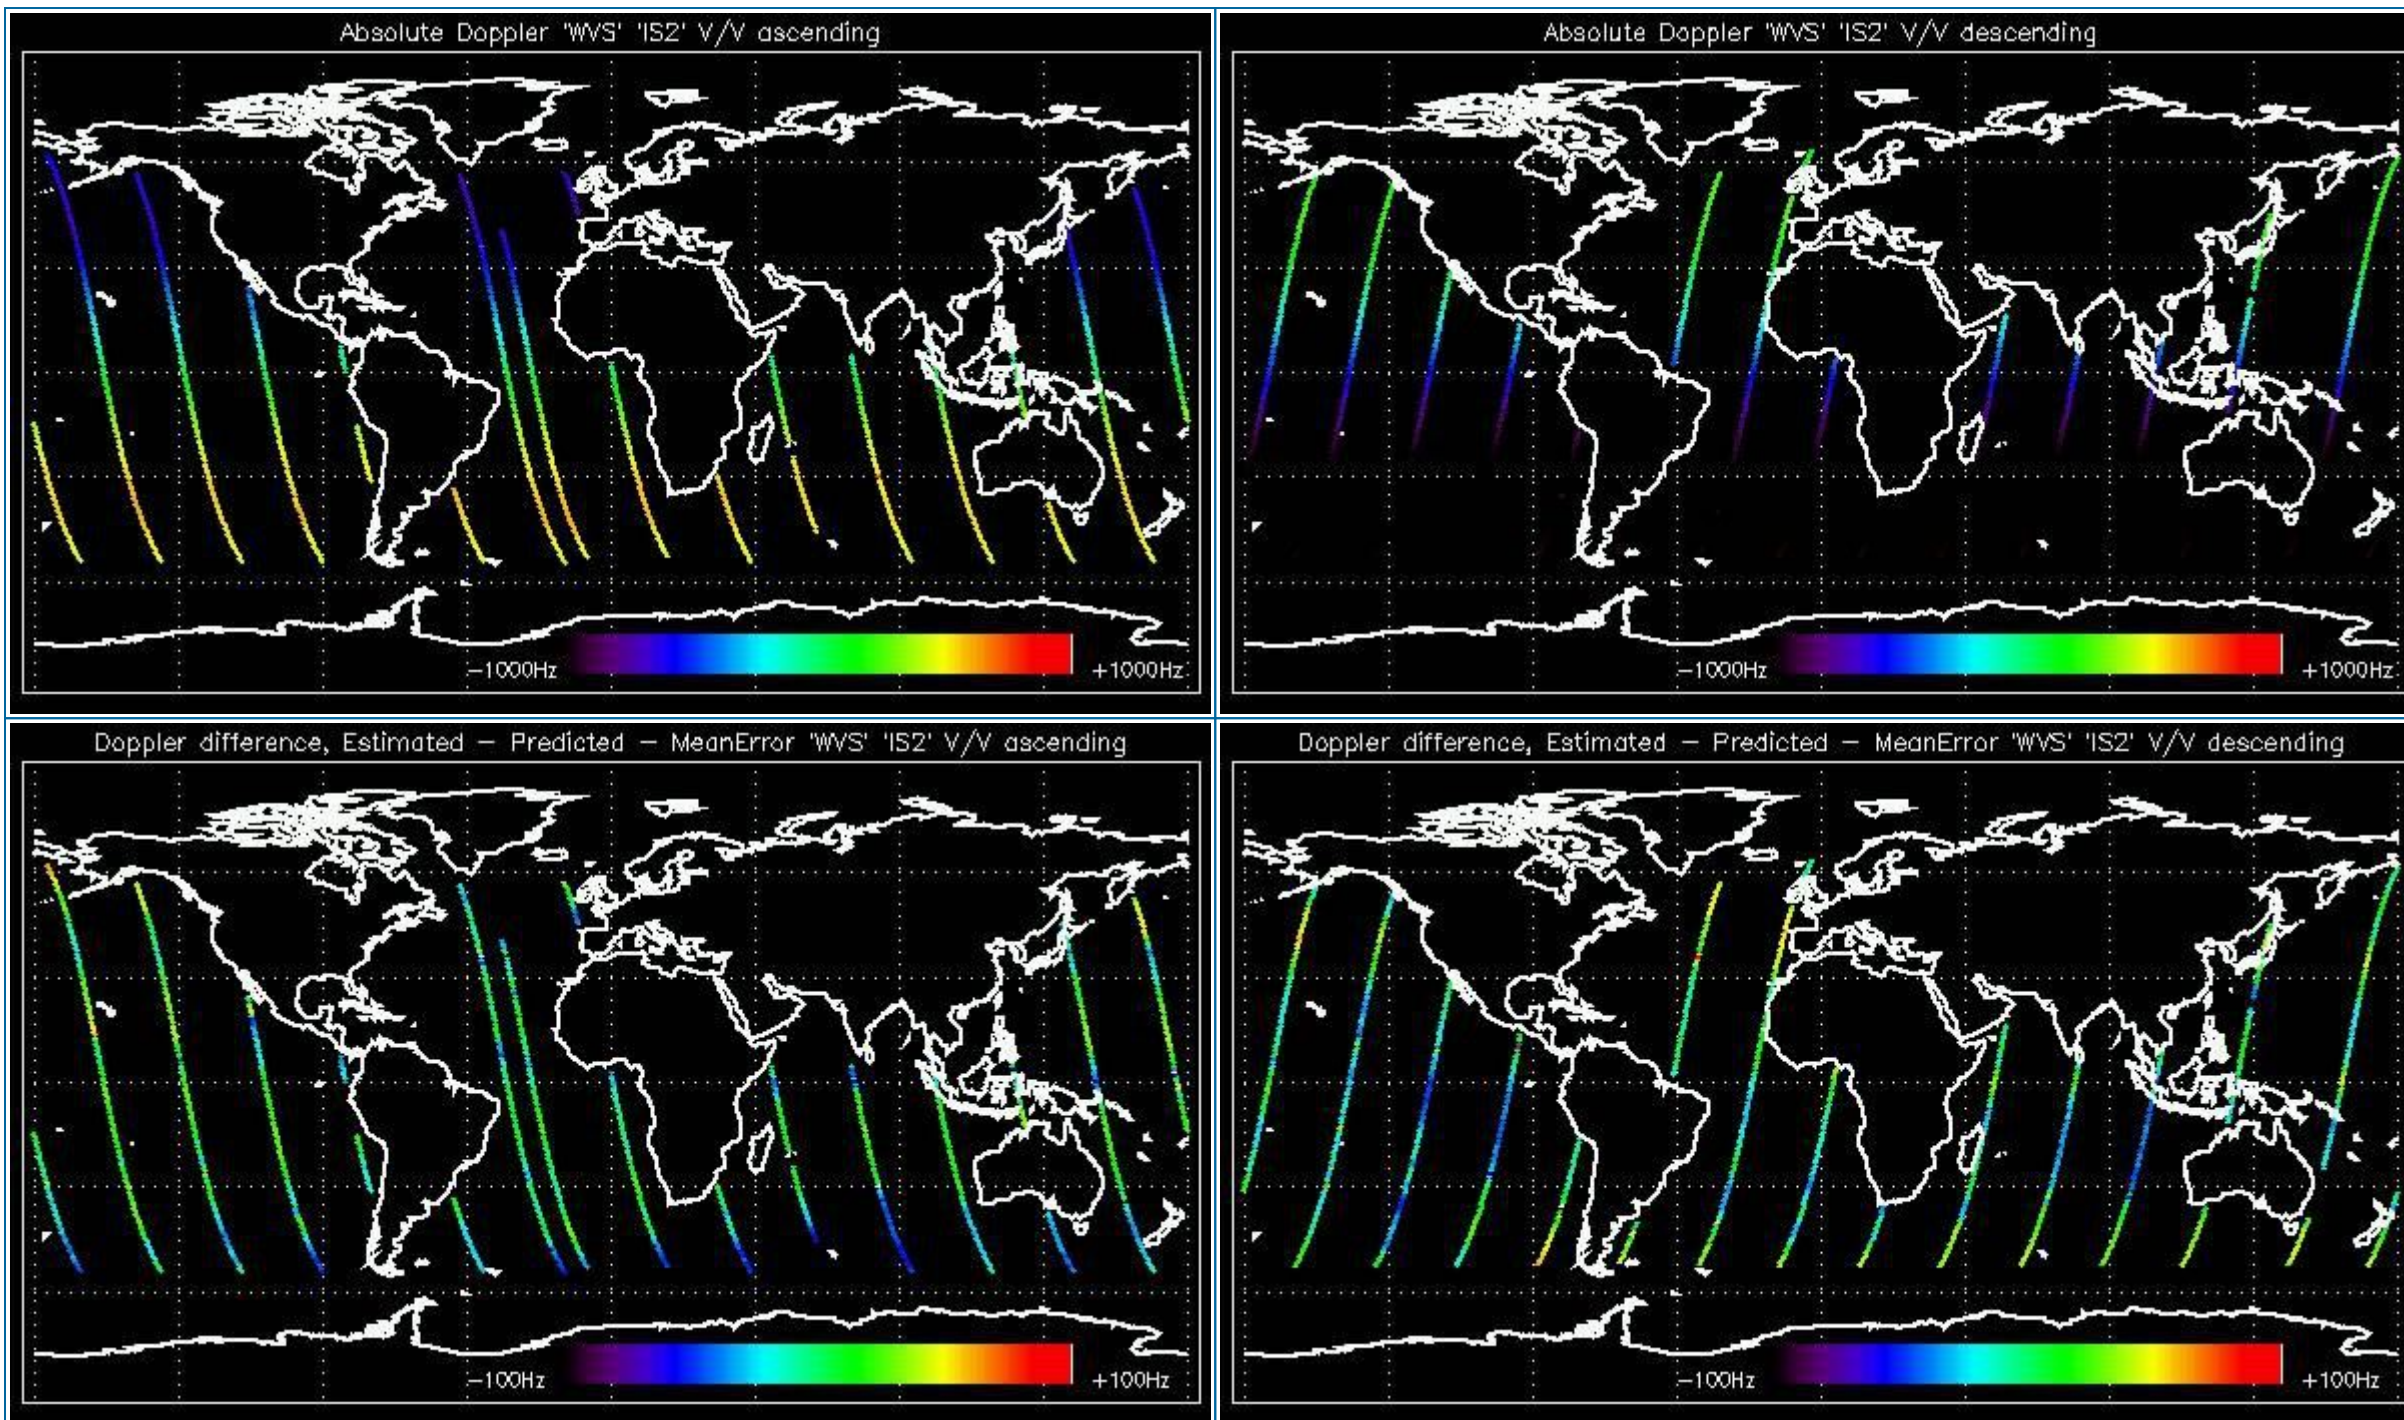 Absolute Doppler 'WVS' 'IS2' V/V ascending
-1000Hz
+1000Hz
Absolute Doppler 'WVS' 'IS2' V/V descending
-1000Hz
+1000Hz
Doppler difference, Estimated - Predicted - MeanError 'WVS' 'IS2' V/V ascending
-100Hz
+100Hz
Doppler difference, Estimated - Predicted - MeanError 'WVS' 'IS2' V/V descending
-100Hz
+100Hz